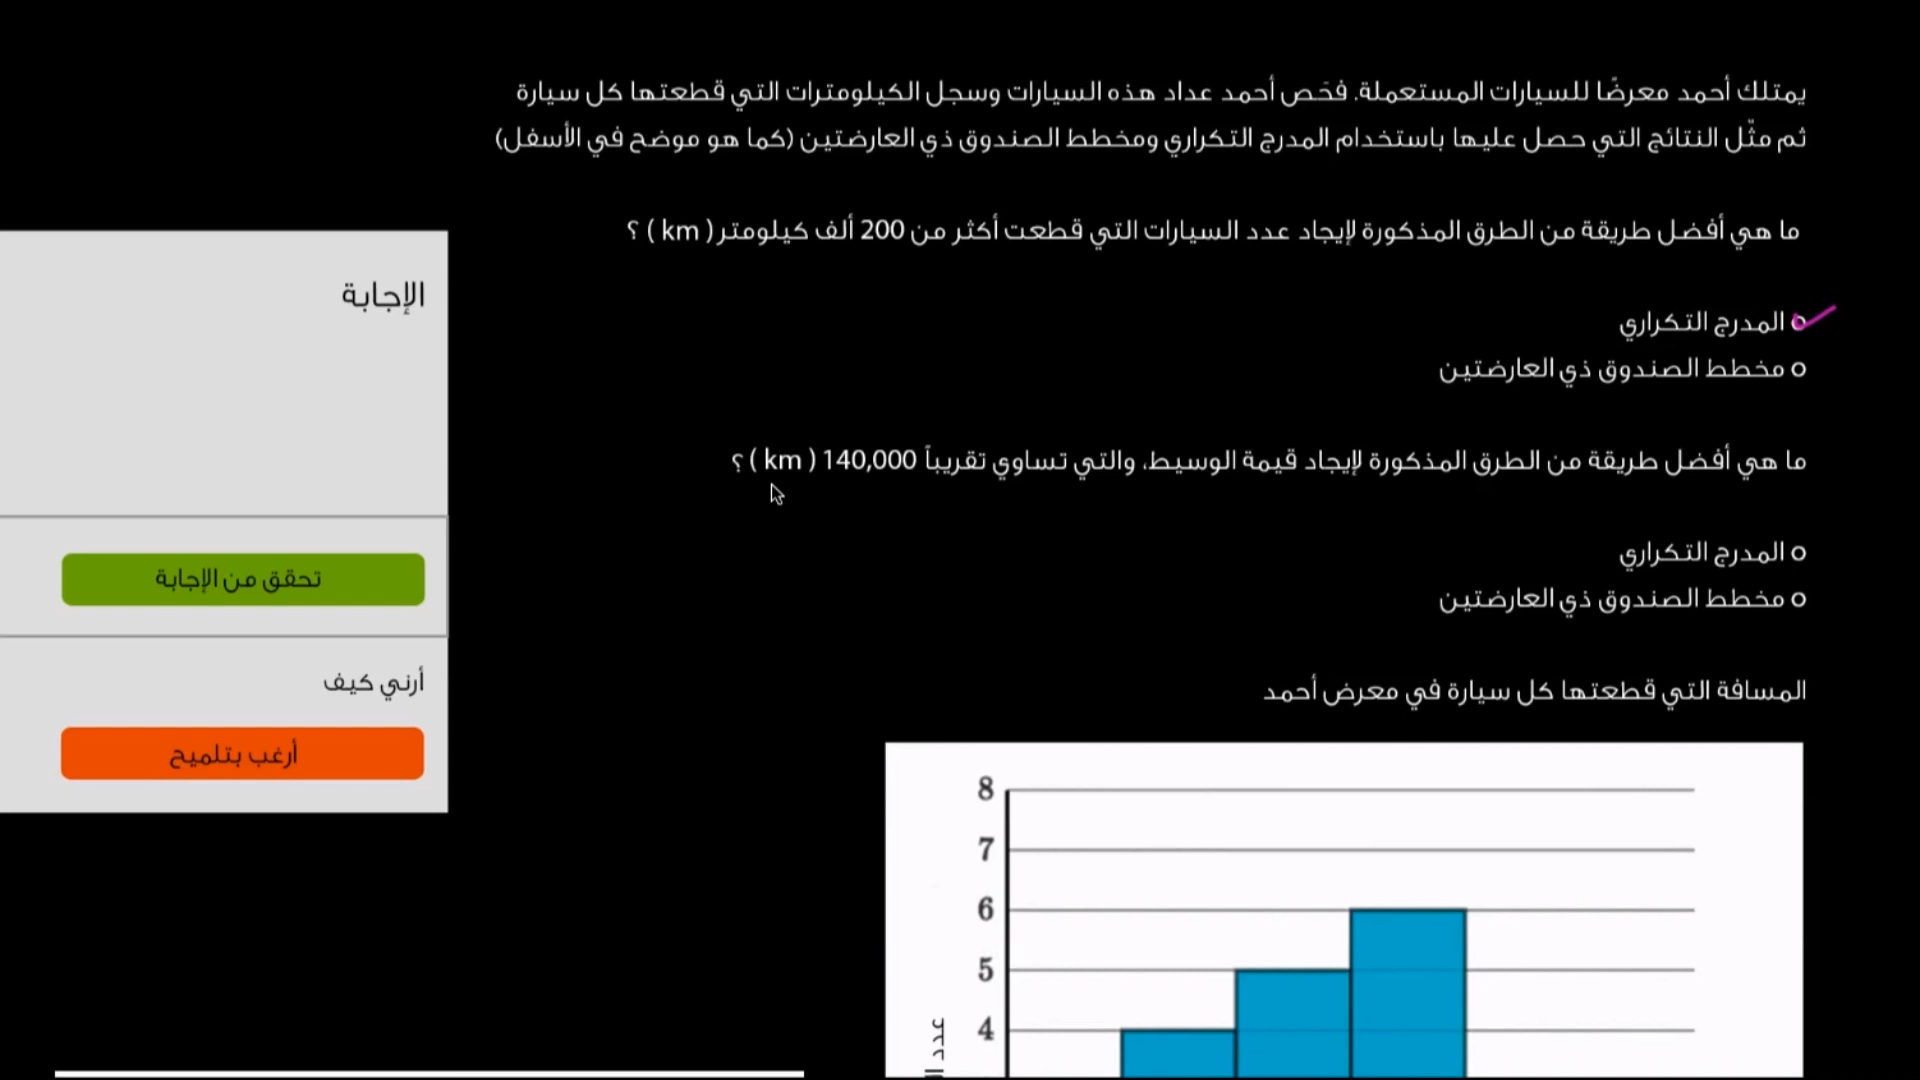 يمتلك أحمد معرضًا للسيارات المستعملة. فحَص أحمد عداد هذه السيارات وسجل الكيلومترات التي قطعتها كل سيارة
ثم مثّل النتائج التي حصل عليها باستخدام المدرج التكراري ومخطط الصندوق ذي العارضتين (كما هو موضح في الأسفل)
ما هي أفضل طريقة من الطرق المذكورة لإيجاد عدد السيارات التي قطعت أكثر من 200 ألف كيلومتر ( km ) ؟
المدرج التكراري
مخطط الصندوق ذي العارضتين
ما هي أفضل طريقة من الطرق المذكورة لإيجاد قيمة الوسيط، والتي تساوي تقريباً 140,000 ( km ) ؟
المدرج التكراري
مخطط الصندوق ذي العارضتين
المسافة التي قطعتها كل سيارة في معرض أحمد
8
7
6
5
4
عدد
الإجابة
تحقق من الإجابة
أرني كيف
أرغب بتلميح